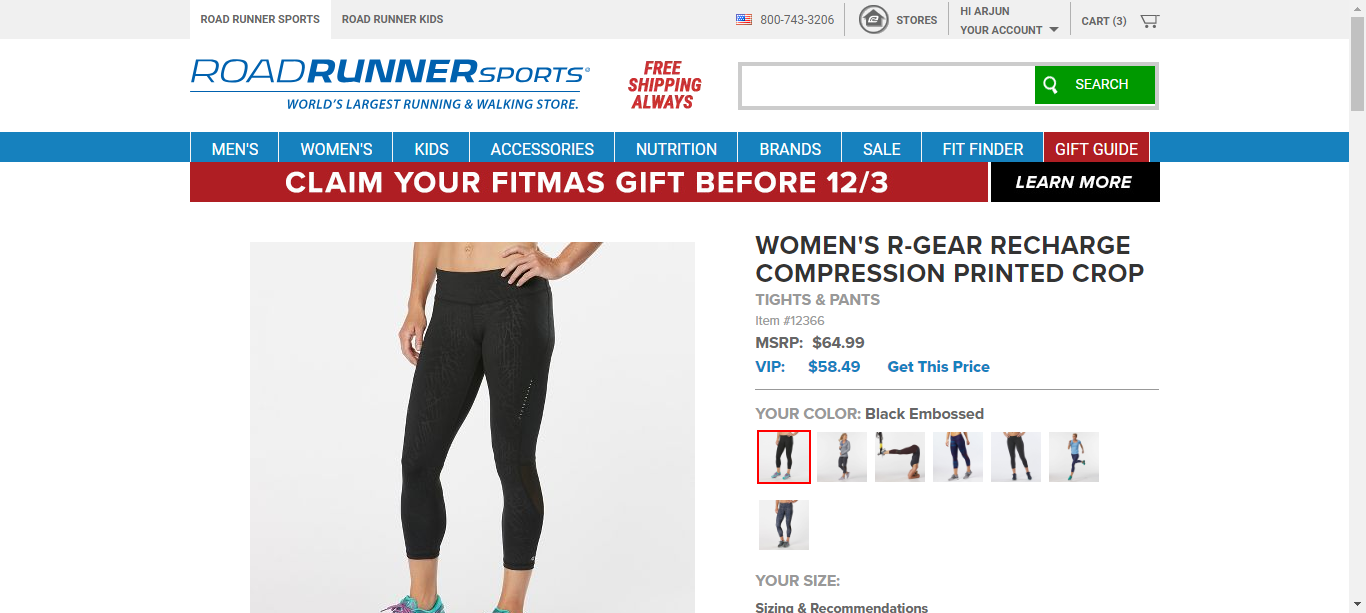 ROAD RUNNER SPORTS
ROAD RUNNER KIDS
800-743-3206
STORES
HI ARJUN
YOUR ACCOUNT
CART (3)
ROADRUNNERSPORTS®
WORLD'S LARGEST RUNNING & WALKING STORE.
FREE
SHIPPING
ALWAYS
SEARCH
MEN'S
WOMEN'S
KIDS
ACCESSORIES
NUTRITION
BRANDS
SALE
FIT FINDER
GIFT GUIDE
CLAIM YOUR FITMAS GIFT BEFORE 12/3
LEARN MORE
WOMEN'S R-GEAR RECHARGE
COMPRESSION PRINTED CROP
TIGHTS & PANTS
Item #12366
MSRP: $64.99
VIP: $58.49 Get This Price
YOUR COLOR: Black Embossed
YOUR SIZE:
Sizing & Recommendations